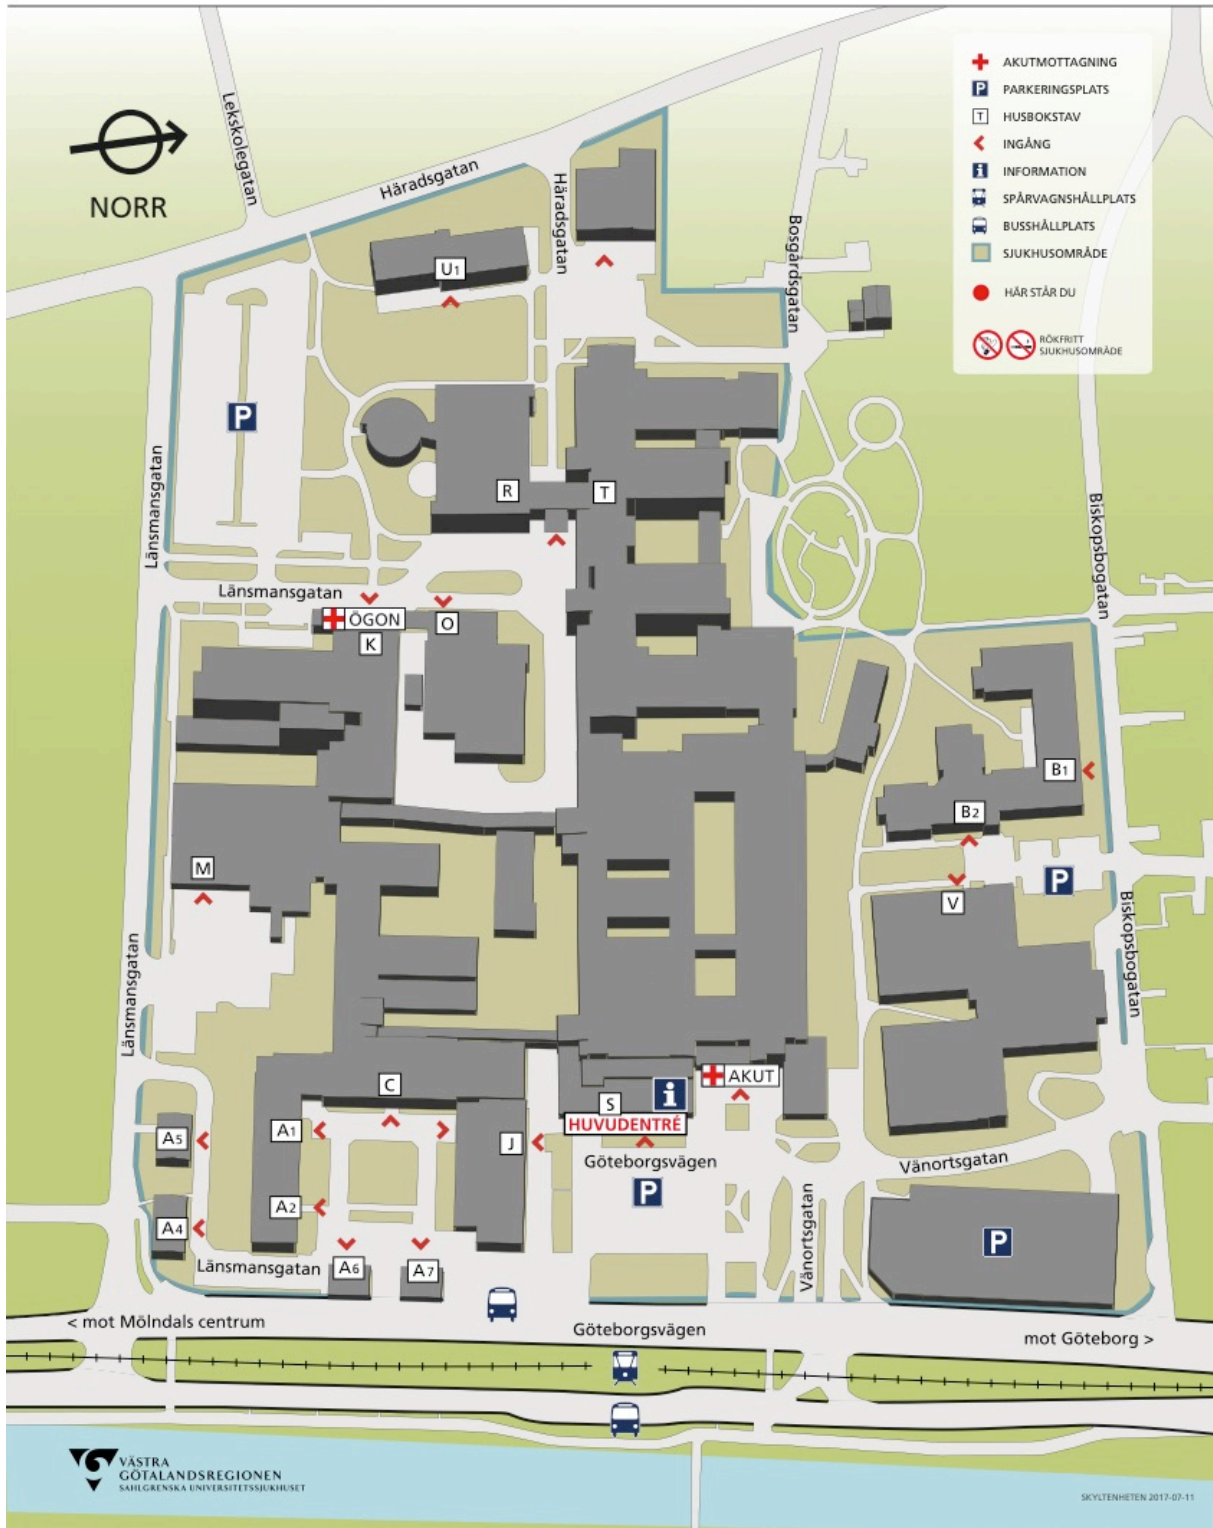 AKUTMOTTAGNING
P PARKERINGSPLATS
T HUSBOKSTAV
INGÅNG
i INFORMATION
SPÅRVAGNSHÅLLPLATS
BUSSHÅLLPLATS
SJUKHUSOMRÅDE
HÄR STÅR DU
RÖKFRITT
SJUKHUSOMRÅDE
NORR
Lekskolegatan
Häradsgatan
Häradsgatan
Bosgårdsgatan
U1
P
Länsmansgatan
R
T
Biskopsbogatan
Länsmansgatan
ÖGON
O
K
B1
B2
M
P
V
Biskopsbogatan
Länsmansgatan
AKUT
C
i
S
HUVUDENTRÉ
A1
A5
J
Göteborgsvägen
Vänortsgatan
P
A2
A4
Vänortsgatan
P
Länsmansgatan
A6
A7
< mot Mölndals centrum
Göteborgsvägen
mot Göteborg >
VÄSTRA
GÖTALANDSREGIONEN
SAHLGRENSKA UNIVERSITETSSJUKHUSET
SKYLTENHETEN 2017-07-11